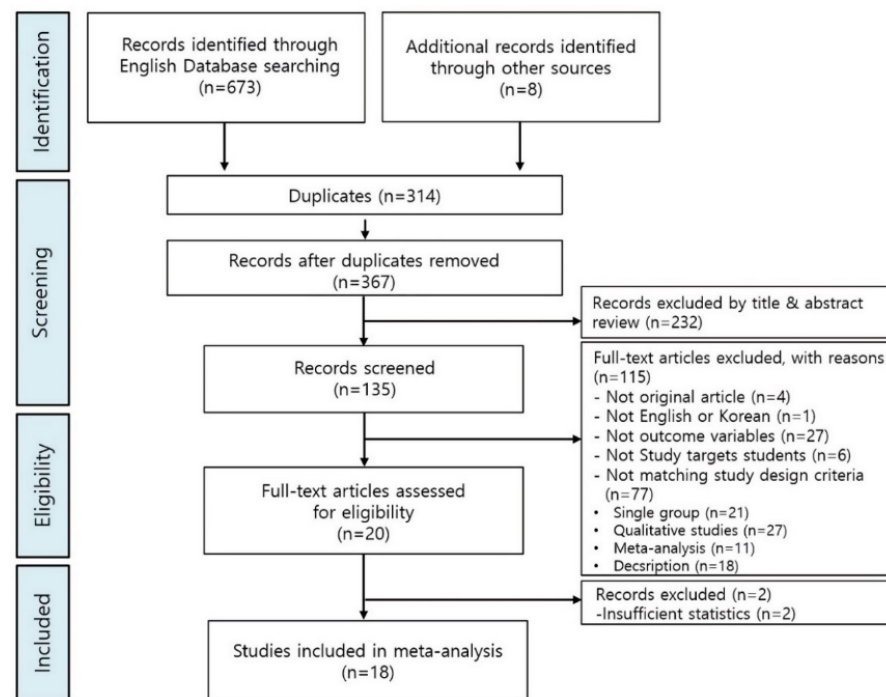 Identification
Records identified through
English Database searching
(n=673)
Additional records identified
through other sources
(n=8)
Screening
Duplicates (n=314)
Records after duplicates removed
(n=367)
Records excluded by title & abstract
review (n=232)
Records screened
(n=135)
Full-text articles excluded, with reasons
(n=115)
- Not original article (n=4)
- Not English or Korean (n=1)
- Not outcome variables (n=27)
- Not Study targets students (n=6)
- Not matching study design criteria
(n=77)
• Single group (n=21)
• Qualitative studies (n=27)
• Meta-analysis (n=11)
• Decsription (n=18)
Eligibility
Full-text articles assessed
for eligibility
(n=20)
Records excluded (n=2)
-Insufficient statistics (n=2)
Included
Studies included in meta-analysis
(n=18)